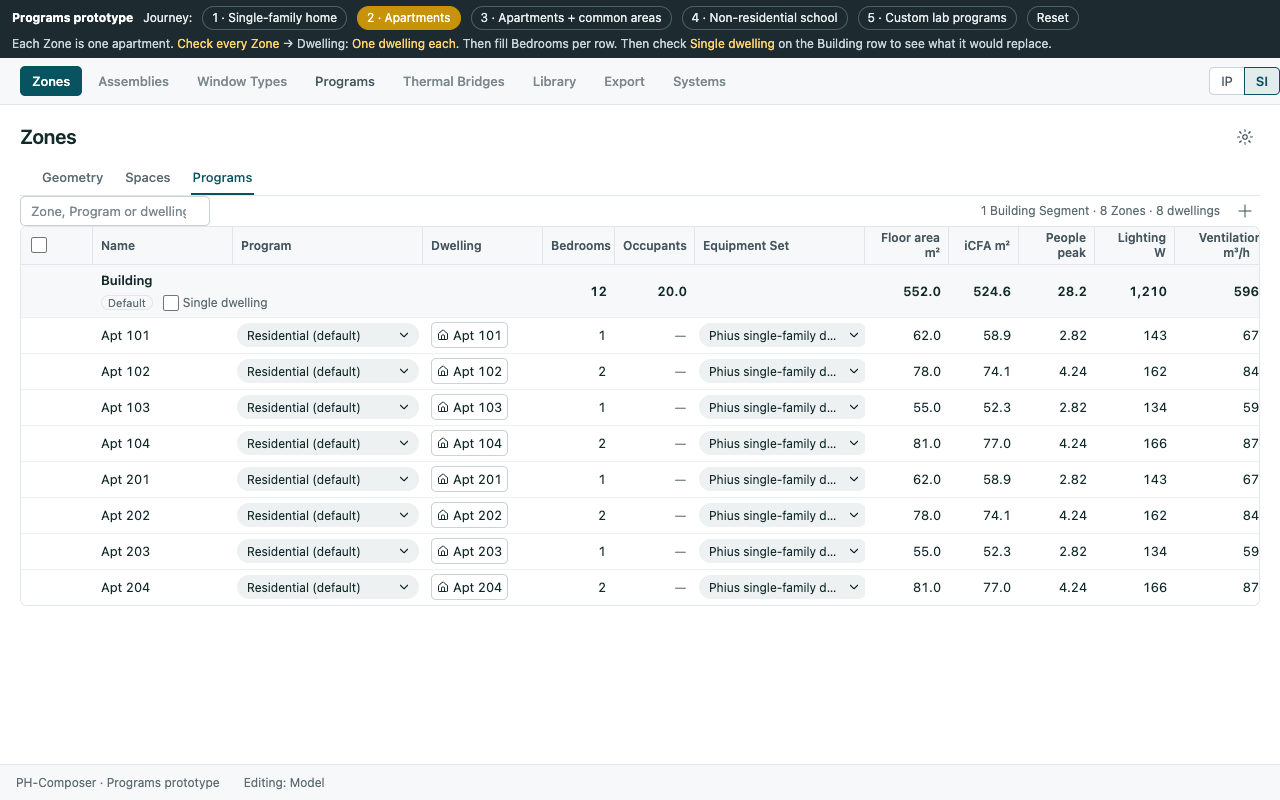 Programs prototype Journey: 1 · Single-family home 2 · Apartments 3 · Apartments + common areas 4 · Non-residential school 5 · Custom lab programs Reset
Each Zone is one apartment. Check every Zone → Dwelling: One dwelling each. Then fill Bedrooms per row. Then check Single dwelling on the Building row to see what it would replace.
Zones Assemblies Window Types Programs Thermal Bridges Library Export Systems IP SI
Zones
Geometry Spaces Programs
Zone, Program or dwelling 1 Building Segment · 8 Zones · 8 dwellings
Name Program Dwelling Bedrooms Occupants Equipment Set Floor area m² iCFA m² People peak Lighting W Ventilation m³/h
Building
Default Single dwelling 12 20.0 552.0 524.6 28.2 1,210 596
Apt 101 Residential (default) Apt 101 1 — Phius single-family d... 62.0 58.9 2.82 143 67
Apt 102 Residential (default) Apt 102 2 — Phius single-family d... 78.0 74.1 4.24 162 84
Apt 103 Residential (default) Apt 103 1 — Phius single-family d... 55.0 52.3 2.82 134 59
Apt 104 Residential (default) Apt 104 2 — Phius single-family d... 81.0 77.0 4.24 166 87
Apt 201 Residential (default) Apt 201 1 — Phius single-family d... 62.0 58.9 2.82 143 67
Apt 202 Residential (default) Apt 202 2 — Phius single-family d... 78.0 74.1 4.24 162 84
Apt 203 Residential (default) Apt 203 1 — Phius single-family d... 55.0 52.3 2.82 134 59
Apt 204 Residential (default) Apt 204 2 — Phius single-family d... 81.0 77.0 4.24 166 87
PH-Composer · Programs prototype Editing: Model